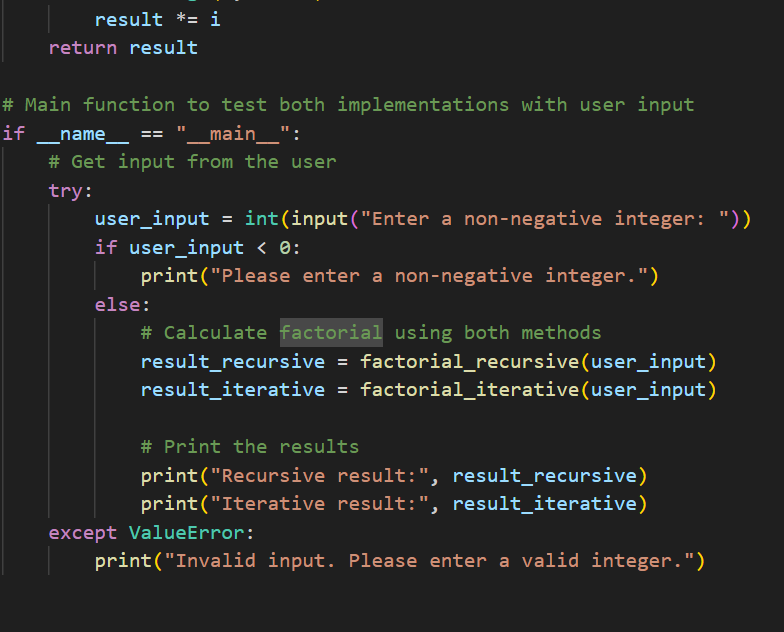 result *= i
return result
# Main function to test both implementations with user input
if __name__ == "__main__":
# Get input from the user
try:
user_input = int(input("Enter a non-negative integer: "))
if user_input < 0:
print("Please enter a non-negative integer.")
else:
# Calculate factorial using both methods
result_recursive = factorial_recursive(user_input)
result_iterative = factorial_iterative(user_input)
# Print the results
print("Recursive result:", result_recursive)
print("Iterative result:", result_iterative)
except ValueError:
print("Invalid input. Please enter a valid integer.")